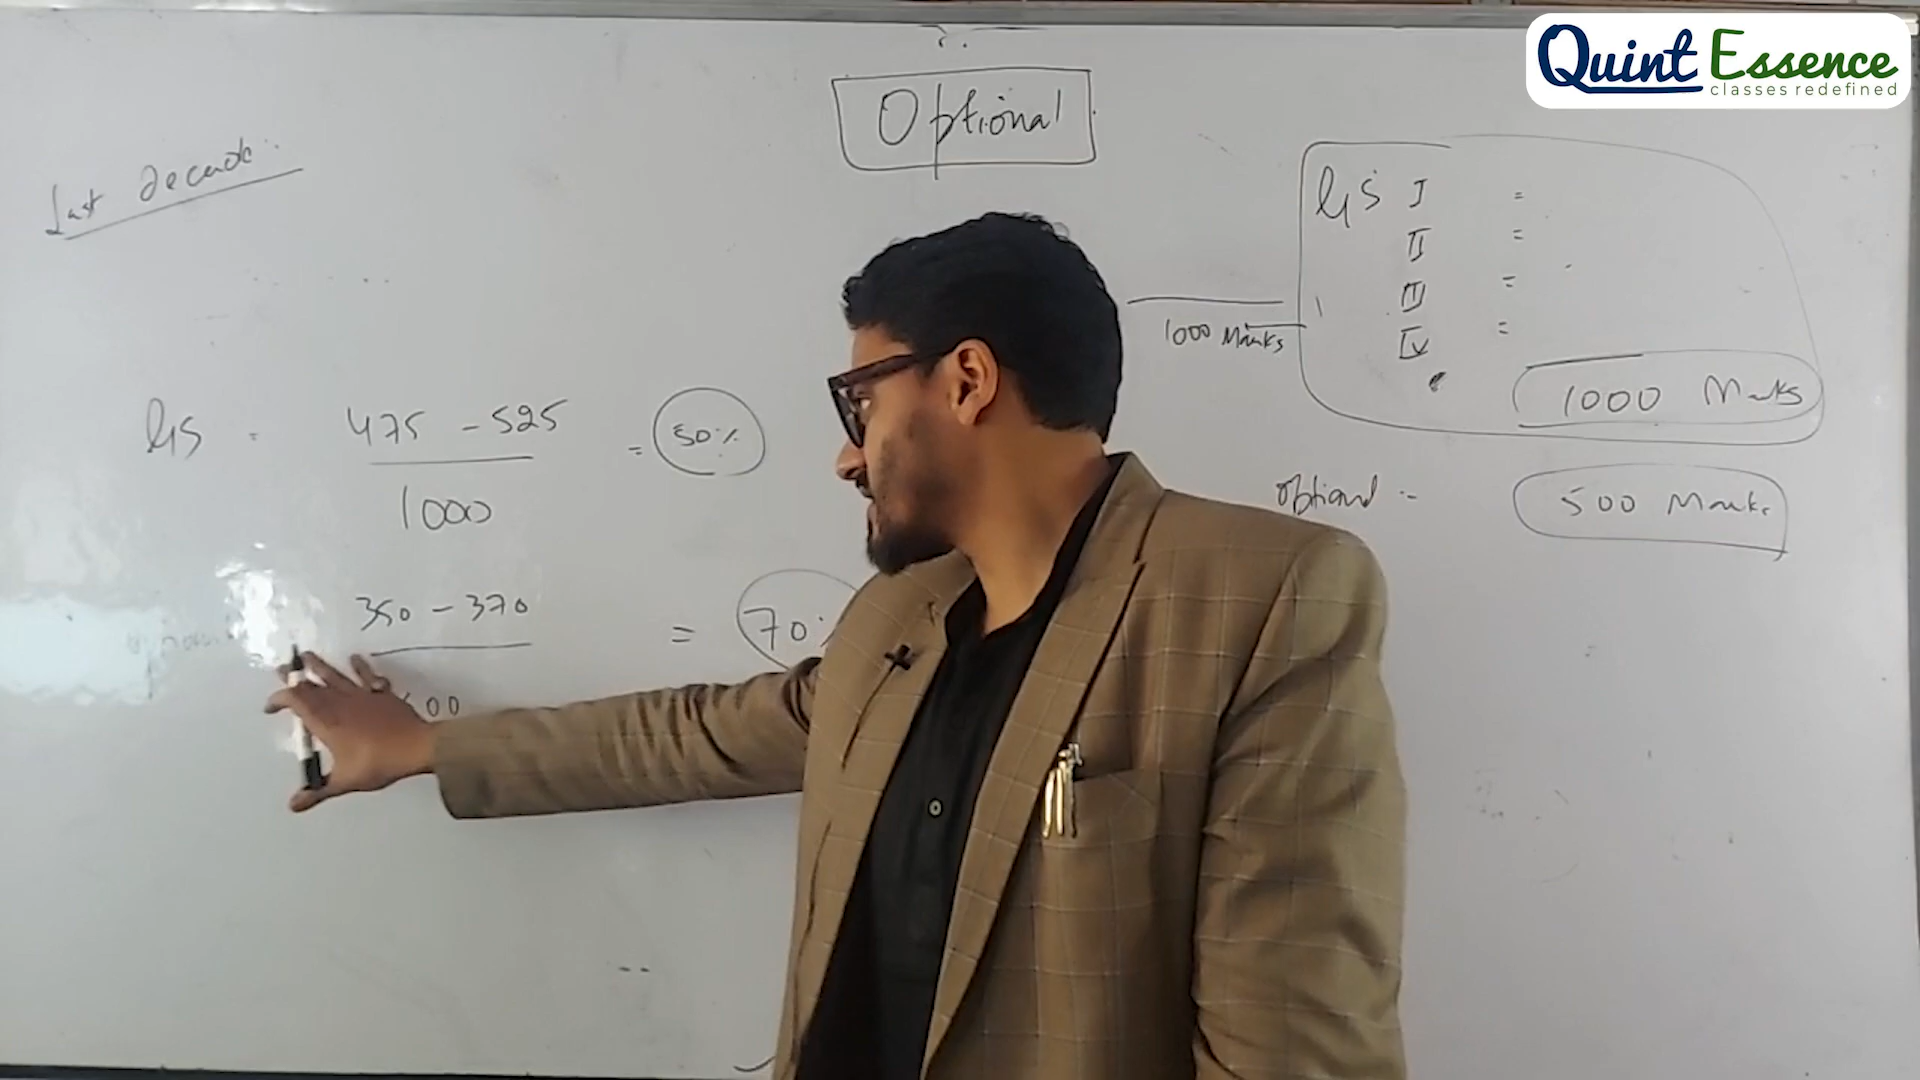 Quint Essence
classes redefined
Optional
Last decade :-
GS I =
II =
III =
IV =
1000 Marks
1000 Marks
GS = 475 - 525 = 50%
1000
Optional :- 500 Marks
350 - 370 = 70%
500